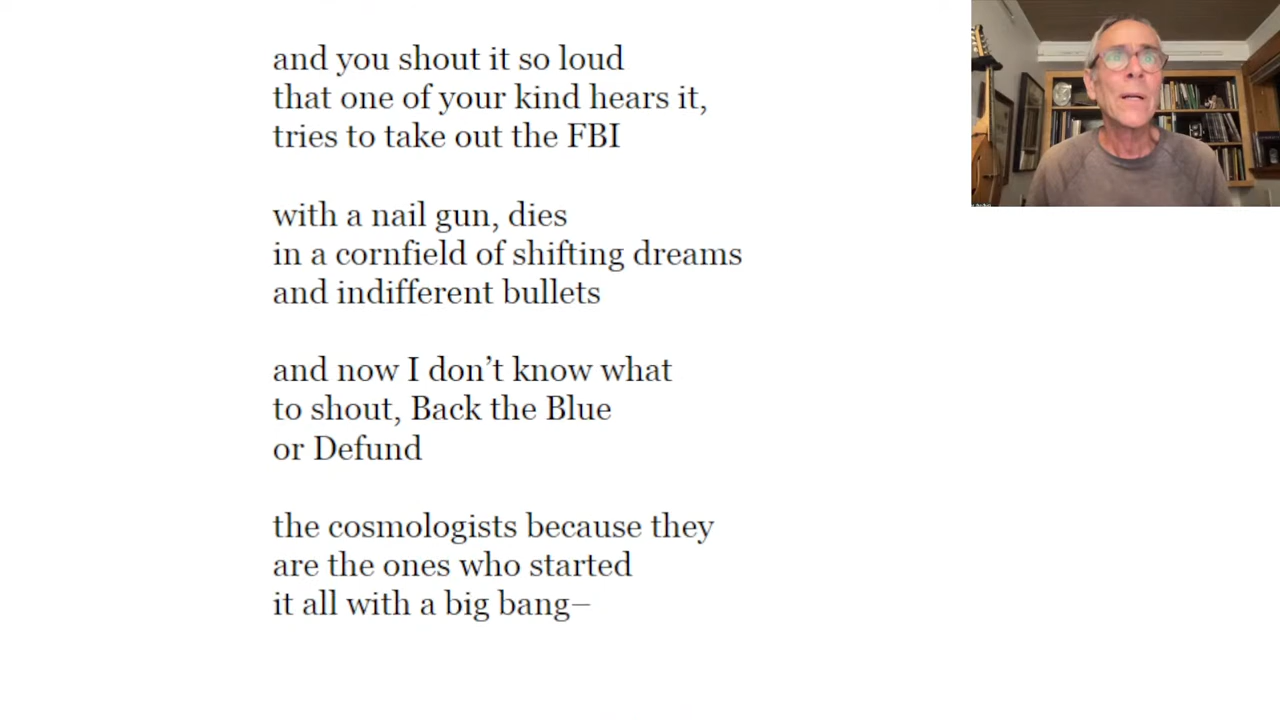 and you shout it so loud
that one of your kind hears it,
tries to take out the FBI
with a nail gun, dies
in a cornfield of shifting dreams
and indifferent bullets
and now I don’t know what
to shout, Back the Blue
or Defund
the cosmologists because they
are the ones who started
it all with a big bang–